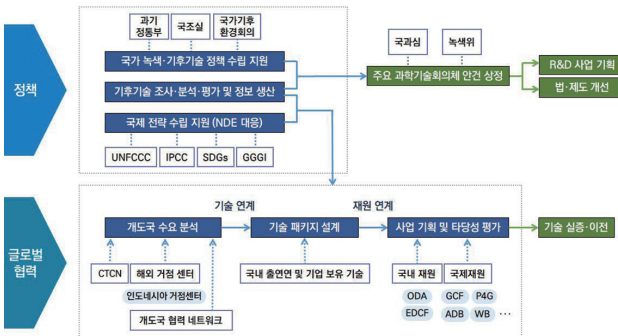 과기
정통부
국조실
국가기후
환경회의
국과심
녹색위
정책
국가 녹색·기후기술 정책 수립 지원
기후기술 조사·분석·평가 및 정보 생산
국제 전략 수립 지원 (NDE 대응)
주요 과학기술회의체 안건 상정
R&D 사업 기획
법·제도 개선
UNFCCC
IPCC
SDGs
GGGI
글로벌
협력
기술 연계
재원 연계
개도국 수요 분석
기술 패키지 설계
사업 기획 및 타당성 평가
기술 실증·이전
CTCN
해외 거점 센터
인도네시아 거점센터
개도국 협력 네트워크
국내 출연연 및 기업 보유 기술
국내 재원
국제재원
ODA
GCF
P4G
EDCF
ADB
WB
···